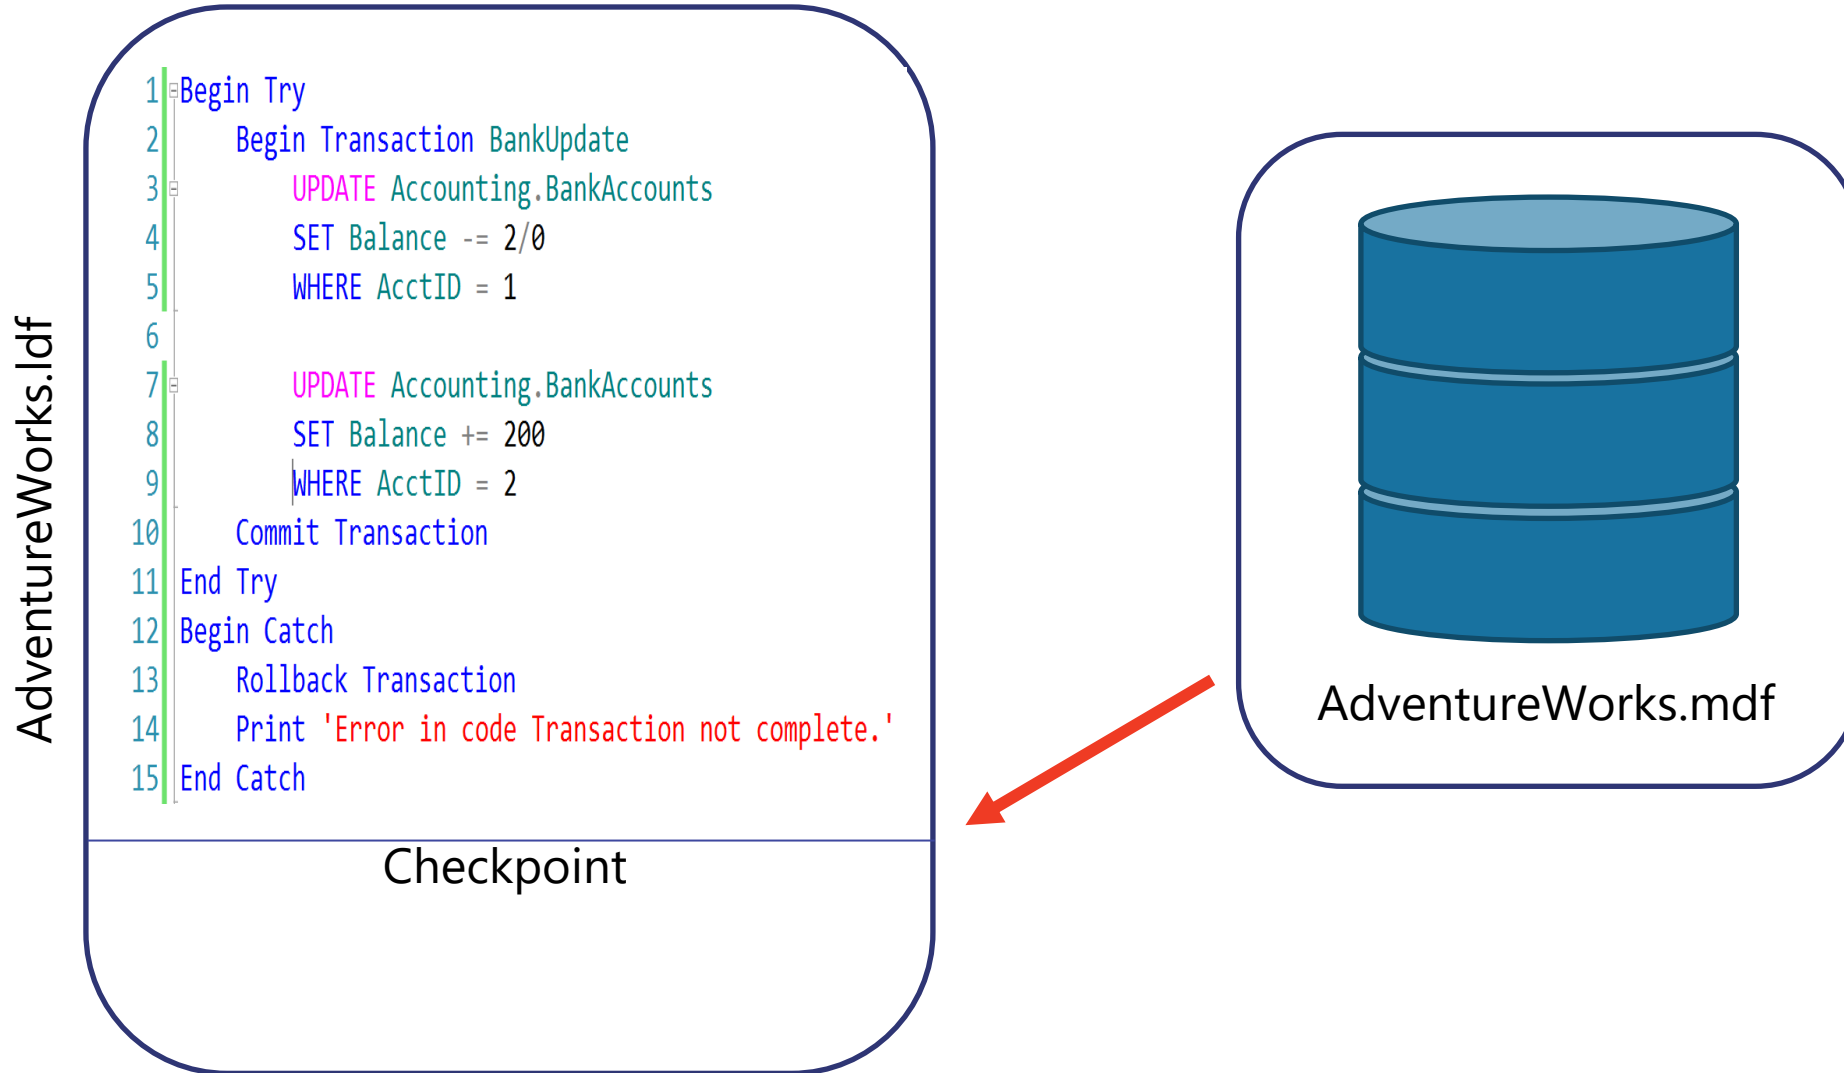 AdventureWorks.ldf
1 Begin Try
2 Begin Transaction BankUpdate
3 UPDATE Accounting.BankAccounts
4 SET Balance -= 2/0
5 WHERE AcctID = 1
6
7 UPDATE Accounting.BankAccounts
8 SET Balance += 200
9 WHERE AcctID = 2
10 Commit Transaction
11 End Try
12 Begin Catch
13 Rollback Transaction
14 Print 'Error in code Transaction not complete.'
15 End Catch
Checkpoint
AdventureWorks.mdf